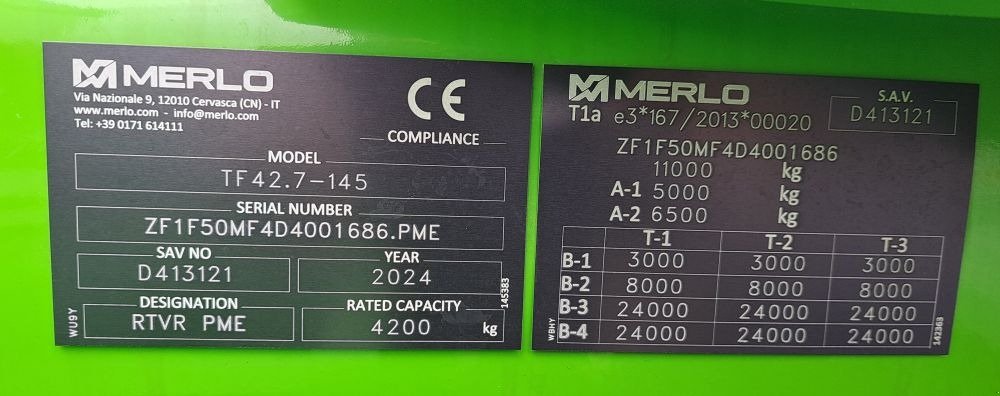 MERLO
Via Nazionale 9, 12010 Cervasca (CN) - IT
www.merlo.com - info@merlo.com
Tel: +39 0171 614111
CE
COMPLIANCE
MODEL
TF42.7-145
SERIAL NUMBER
ZF1F50MF4D4001686.PME
SAV NO YEAR
D413121 2024
DESIGNATION RATED CAPACITY
RTVR PME 4200 kg
WU9Y
145383
MERLO
S.A.V.
T1a e3*167/2013*00020 D413121
ZF1F50MF4D4001686
11000 kg
A-1 5000 kg
A-2 6500 kg
T-1 T-2 T-3
B-1 3000 3000 3000
B-2 8000 8000 8000
B-3 24000 24000 24000
B-4 24000 24000 24000
WBHY
142363